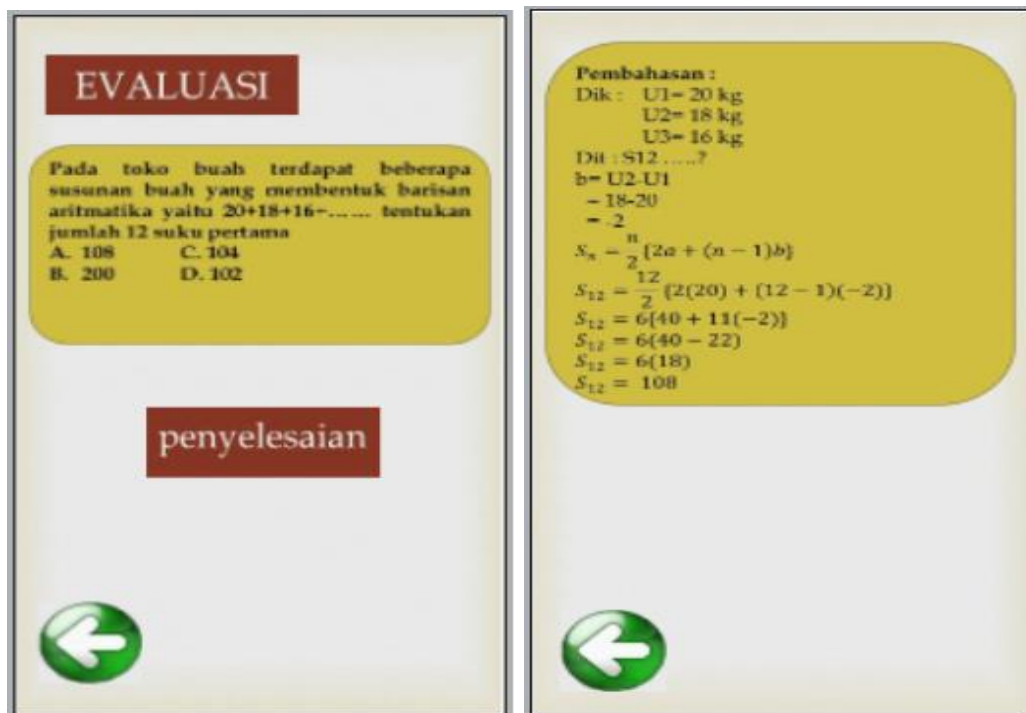 EVALUASI
Pada toko buah terdapat beberapa
susunan buah yang membentuk barisan
aritmatika yaitu 20+18+16+...... tentukan
jumlah 12 suku pertama
A. 108 C. 104
B. 200 D. 102
penyelesaian
Pembahasan :
Dik : U1= 20 kg
U2= 18 kg
U3= 16 kg
Dit : S12 .....?
b= U2-U1
= 18-20
= -2
Sₙ = n/2 {2a + (n − 1)b}
S₁₂ = 12/2 {2(20) + (12 − 1)(−2)}
S₁₂ = 6{40 + 11(−2)}
S₁₂ = 6(40 − 22)
S₁₂ = 6(18)
S₁₂ = 108